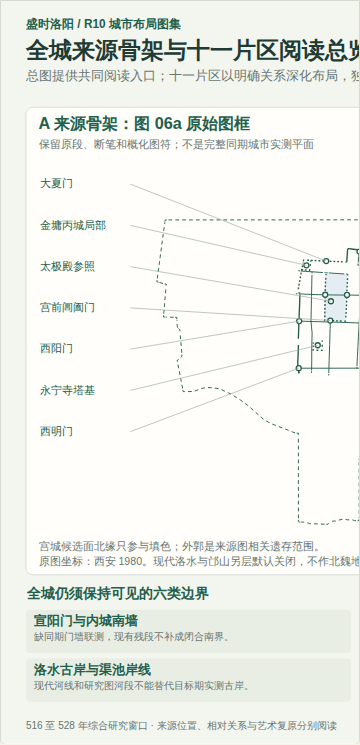 盛时洛阳 / R10 城市布局图集
全城来源骨架与十一片区阅读总览
总图提供共同阅读入口；十一片区以明确关系深化布局，独
A 来源骨架：图 06a 原始图框
保留原段、断笔和概化图符；不是完整同期城市实测平面
大夏门
金墉丙城局部
太极殿参照
宫前阊阖门
西阳门
永宁寺塔基
西明门
宫城候选面北缘只参与填色；外郭是来源图相关遗存范围。
原图坐标：西安 1980。现代洛水与邙山另层默认关闭，不作北魏地
全城仍须保持可见的六类边界
宣阳门与内城南墙
缺同期门墙联测，现有残段不补成闭合南界。
洛水古岸与渠池岸线
现代河线和研究图河段不能替代目标期实测古岸。
516 至 528 年综合研究窗口 · 来源位置、相对关系与艺术复原分别阅读